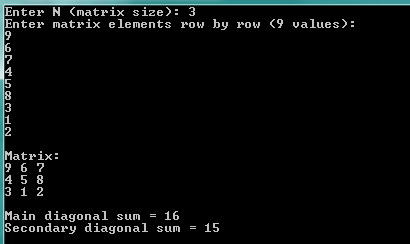 Enter N (matrix size): 3
Enter matrix elements row by row (9 values):
9
6
7
4
5
8
3
1
2
Matrix:
9 6 7
4 5 8
3 1 2
Main diagonal sum = 16
Secondary diagonal sum = 15